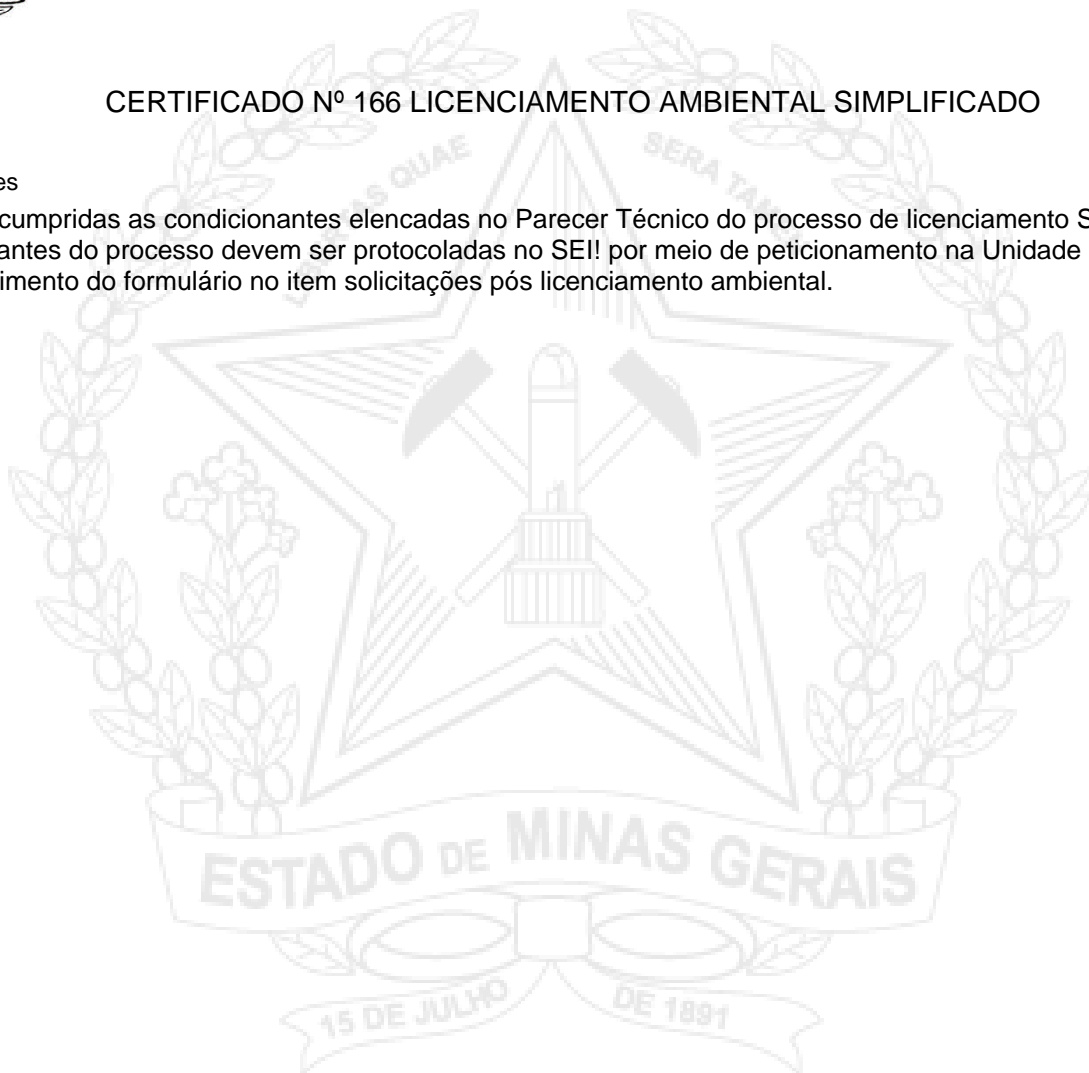 CERTIFICADO Nº 166 LICENCIAMENTO AMBIENTAL SIMPLIFICADO
es
cumpridas as condicionantes elencadas no Parecer Técnico do processo de licenciamento S
antes do processo devem ser protocoladas no SEI! por meio de peticionamento na Unidade
imento do formulário no item solicitações pós licenciamento ambiental.
QUAE SERA
ESTADO DE MINAS GERAIS
15 DE JULHO DE 1891